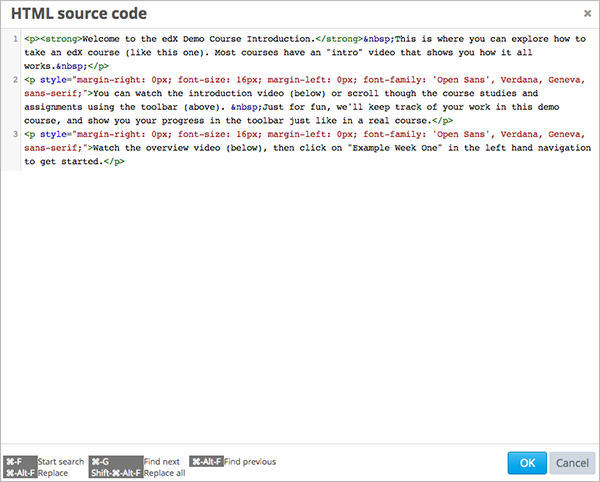 HTML source code
×
1 <p><strong>Welcome to the edX Demo Course Introduction.</strong>&nbsp;This is where you can explore how to
take an edX course (like this one). Most courses have an "intro" video that shows you how it all
works.&nbsp;</p>
2 <p style="margin-right: 0px; font-size: 16px; margin-left: 0px; font-family: 'Open Sans', Verdana, Geneva,
sans-serif;">You can watch the introduction video (below) or scroll though the course studies and
assignments using the toolbar (above). &nbsp;Just for fun, we'll keep track of your work in this demo
course, and show you your progress in the toolbar just like in a real course.</p>
3 <p style="margin-right: 0px; font-size: 16px; margin-left: 0px; font-family: 'Open Sans', Verdana, Geneva,
sans-serif;">Watch the overview video (below), then click on "Example Week One" in the left hand navigation
to get started.</p>
⌘-F Start search ⌘-G Find next ⌘-Alt-F Find previous
⌘-Alt-F Replace Shift-⌘-Alt-F Replace all
OK Cancel